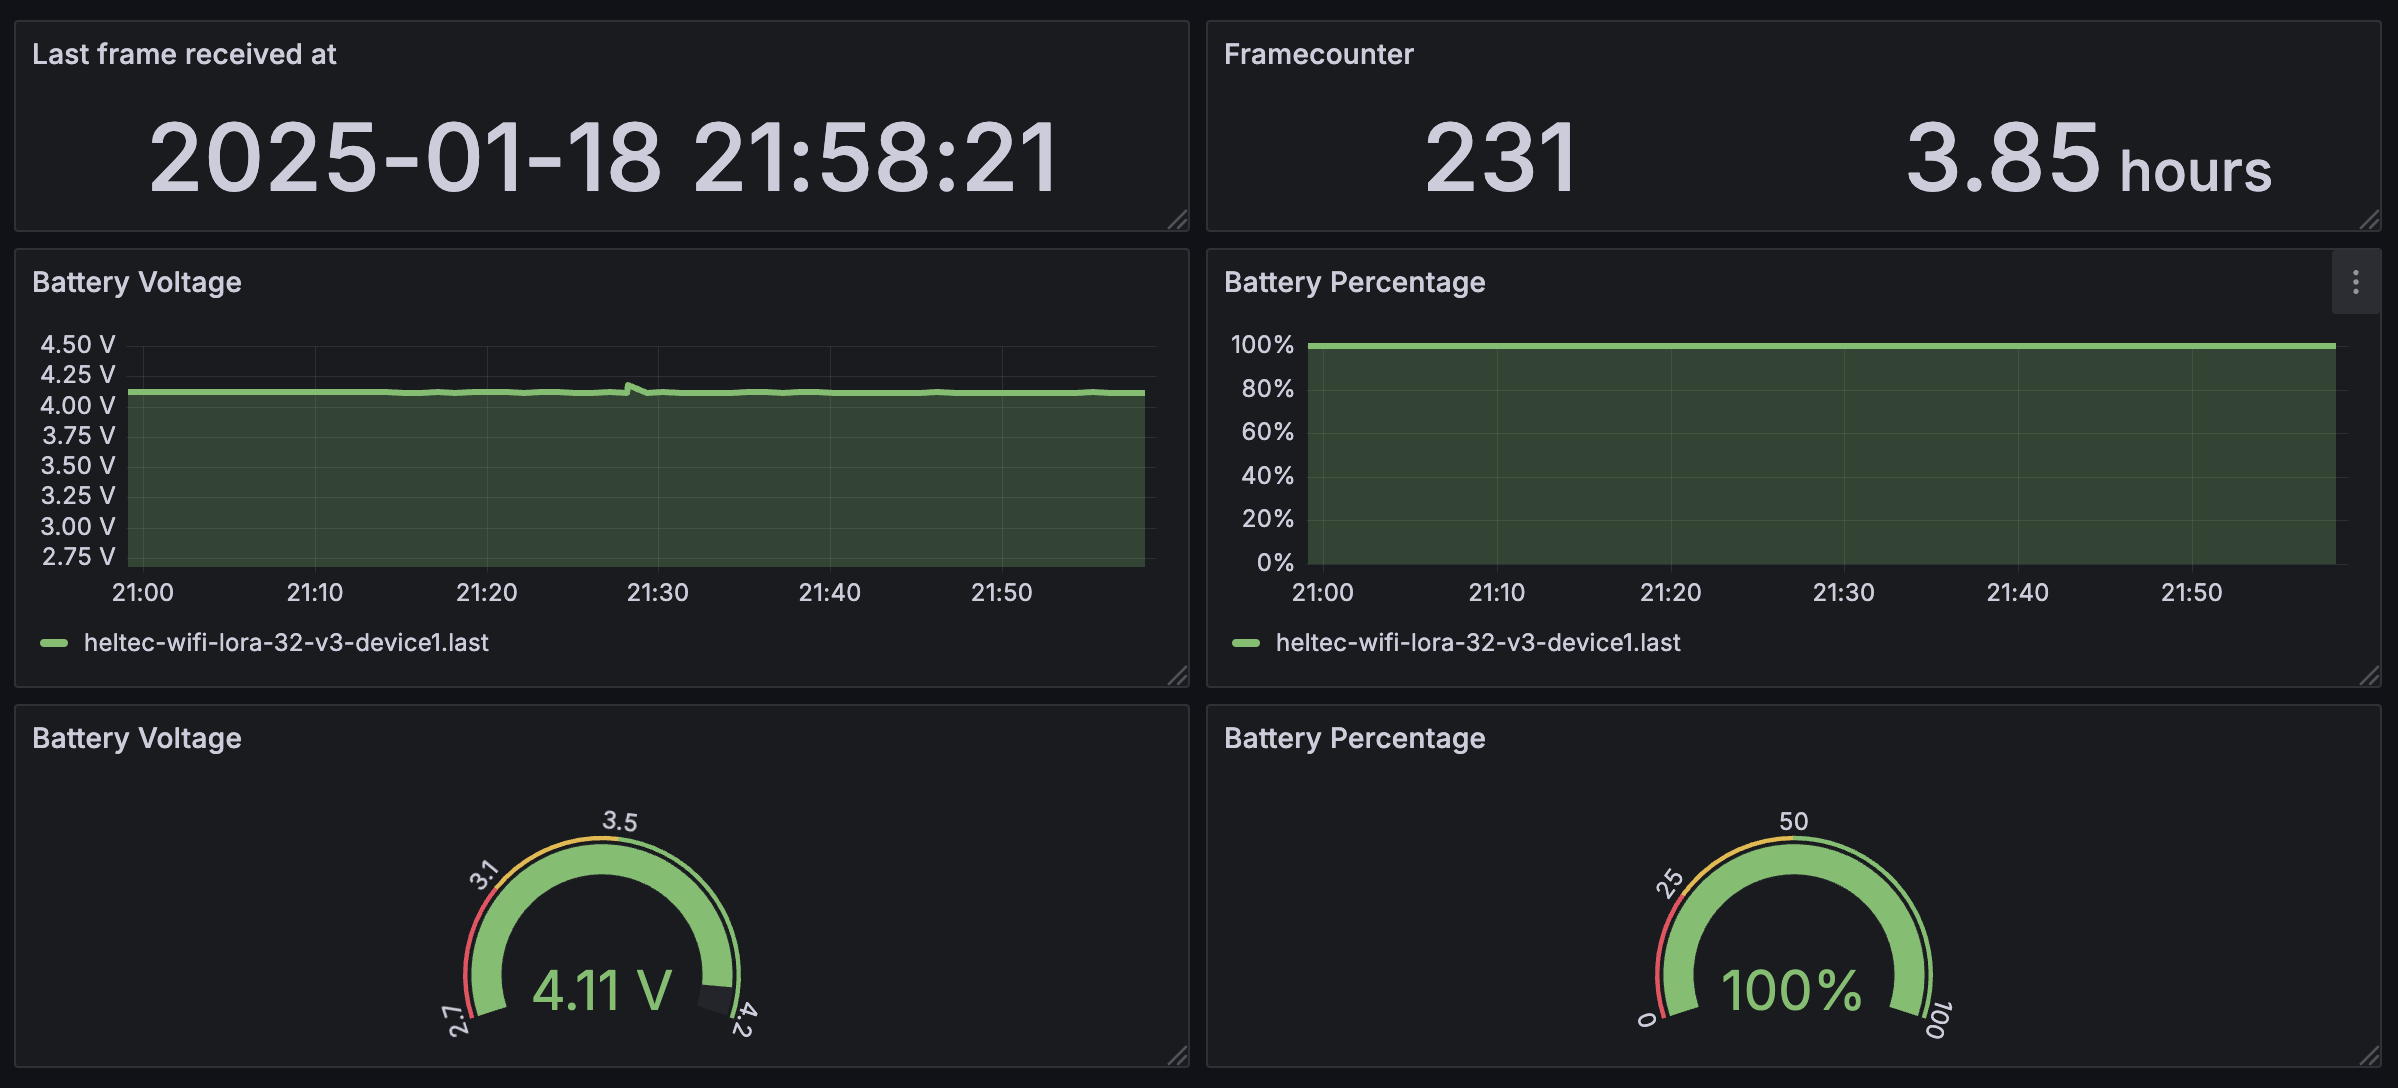 Last frame received at
2025-01-18 21:58:21
Framecounter
231 3.85 hours
Battery Voltage
4.50 V
4.25 V
4.00 V
3.75 V
3.50 V
3.25 V
3.00 V
2.75 V
21:00 21:10 21:20 21:30 21:40 21:50
heltec-wifi-lora-32-v3-device1.last
Battery Percentage
100%
80%
60%
40%
20%
0%
21:00 21:10 21:20 21:30 21:40 21:50
heltec-wifi-lora-32-v3-device1.last
Battery Voltage
2.7
3.1
3.5
4.2
4.11 V
Battery Percentage
0
25
50
100
100%